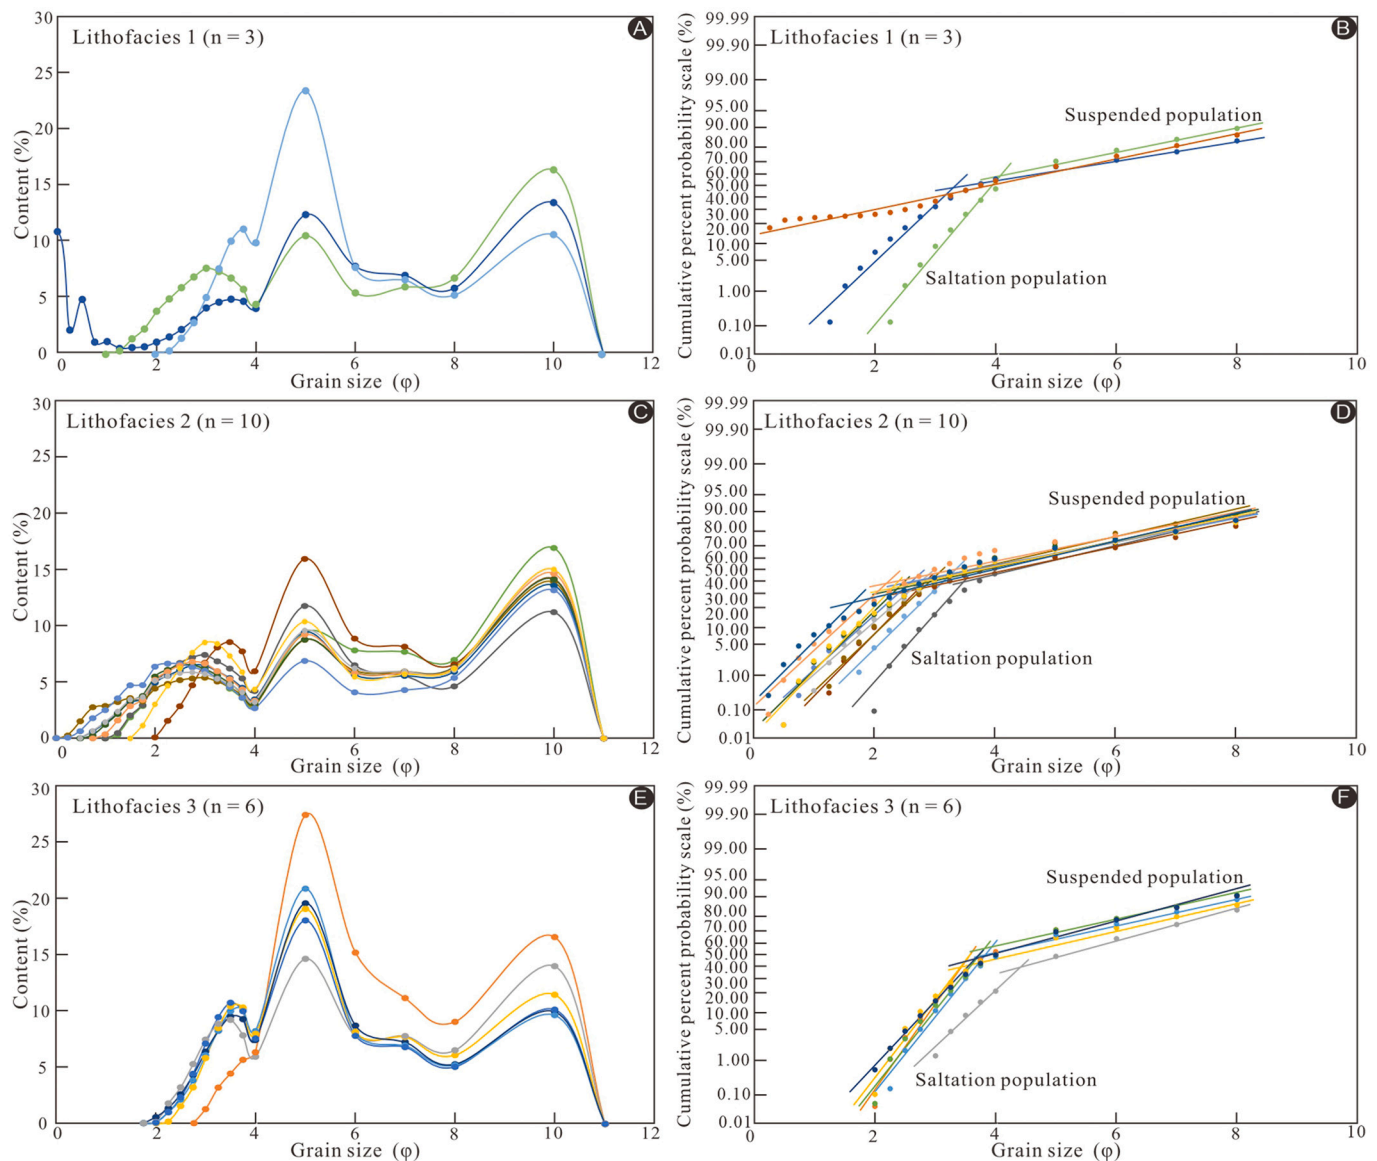 Lithofacies 1 (n = 3)
A
Content (%)
30
25
20
15
10
5
0
0 2 4 6 8 10 12
Grain size (φ)
Lithofacies 1 (n = 3)
B
Cumulative percent probability scale (%)
99.99
99.90
99.00
95.00
90.00
80.00
70.00
60.00
50.00
40.00
30.00
20.00
10.00
5.00
1.00
0.10
0.01
Suspended population
Saltation population
0 2 4 6 8 10
Grain size (φ)
Lithofacies 2 (n = 10)
C
Content (%)
30
25
20
15
10
5
0
0 2 4 6 8 10 12
Grain size (φ)
Lithofacies 2 (n = 10)
D
Cumulative percent probability scale (%)
99.99
99.90
99.00
95.00
90.00
80.00
70.00
60.00
50.00
40.00
30.00
20.00
10.00
5.00
1.00
0.10
0.01
Suspended population
Saltation population
0 2 4 6 8 10
Grain size (φ)
Lithofacies 3 (n = 6)
E
Content (%)
30
25
20
15
10
5
0
0 2 4 6 8 10 12
Grain size (φ)
Lithofacies 3 (n = 6)
F
Cumulative percent probability scale (%)
99.99
99.90
99.00
95.00
90.00
80.00
70.00
60.00
50.00
40.00
30.00
20.00
10.00
5.00
1.00
0.10
0.01
Suspended population
Saltation population
0 2 4 6 8 10
Grain size (φ)